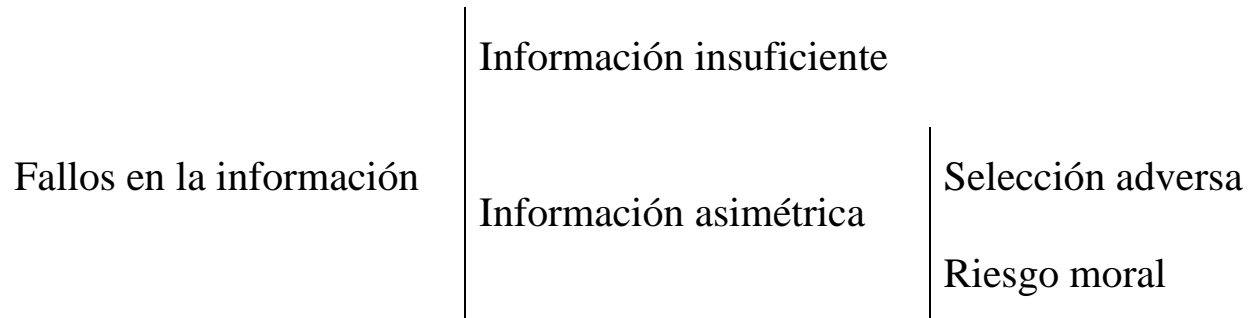 Fallos en la información
Información insuficiente
Información asimétrica
Selección adversa
Riesgo moral